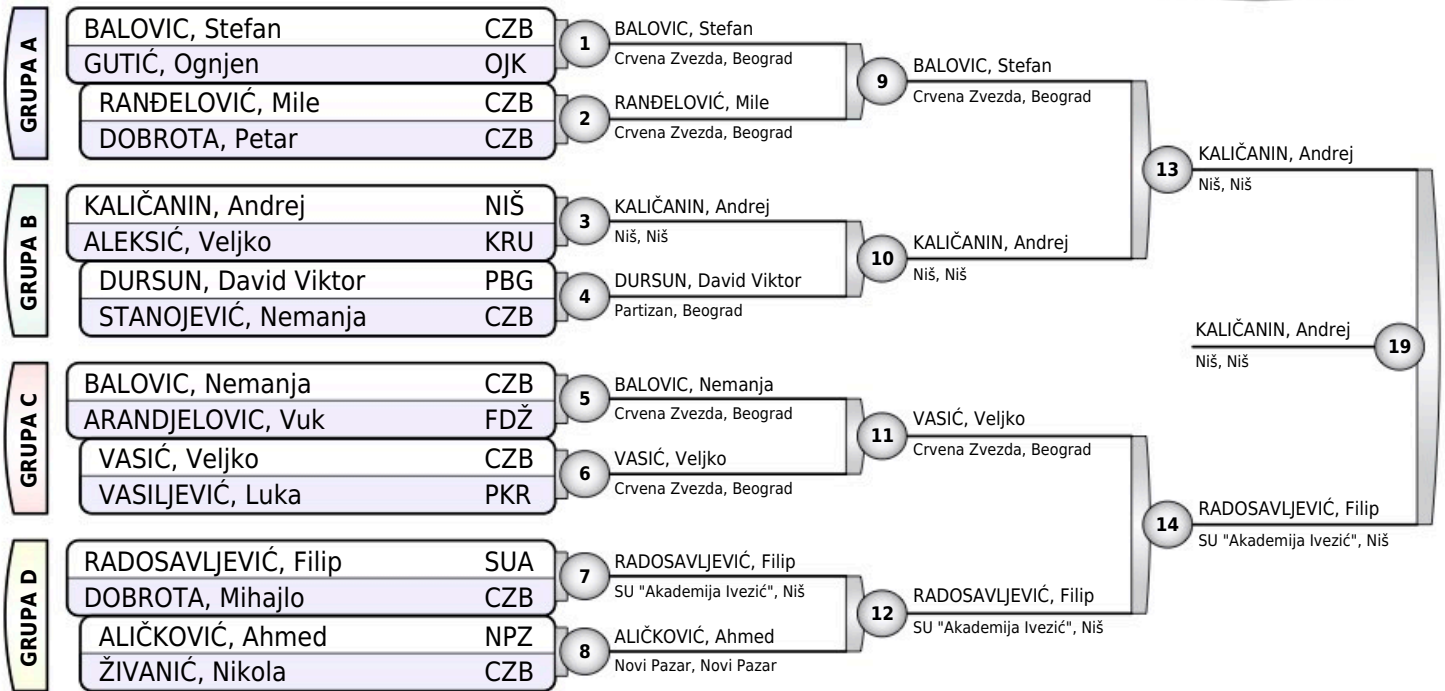 GRUPA A
BALOVIC, Stefan CZB
GUTIĆ, Ognjen OJK
RANĐELOVIĆ, Mile CZB
DOBROTA, Petar CZB
GRUPA B
KALIČANIN, Andrej NIŠ
ALEKSIĆ, Veljko KRU
DURSUN, David Viktor PBG
STANOJEVIĆ, Nemanja CZB
GRUPA C
BALOVIC, Nemanja CZB
ARANDJELOVIC, Vuk FDŽ
VASIĆ, Veljko CZB
VASILJEVIĆ, Luka PKR
GRUPA D
RADOSAVLJEVIĆ, Filip SUA
DOBROTA, Mihajlo CZB
ALIČKOVIĆ, Ahmed NPZ
ŽIVANIĆ, Nikola CZB
1
BALOVIC, Stefan
Crvena Zvezda, Beograd
2
RANĐELOVIĆ, Mile
Crvena Zvezda, Beograd
3
KALIČANIN, Andrej
Niš, Niš
4
DURSUN, David Viktor
Partizan, Beograd
5
BALOVIC, Nemanja
Crvena Zvezda, Beograd
6
VASIĆ, Veljko
Crvena Zvezda, Beograd
7
RADOSAVLJEVIĆ, Filip
SU "Akademija Ivezić", Niš
8
ALIČKOVIĆ, Ahmed
Novi Pazar, Novi Pazar
9
BALOVIC, Stefan
Crvena Zvezda, Beograd
10
KALIČANIN, Andrej
Niš, Niš
11
VASIĆ, Veljko
Crvena Zvezda, Beograd
12
RADOSAVLJEVIĆ, Filip
SU "Akademija Ivezić", Niš
13
KALIČANIN, Andrej
Niš, Niš
14
RADOSAVLJEVIĆ, Filip
SU "Akademija Ivezić", Niš
KALIČANIN, Andrej
Niš, Niš
19